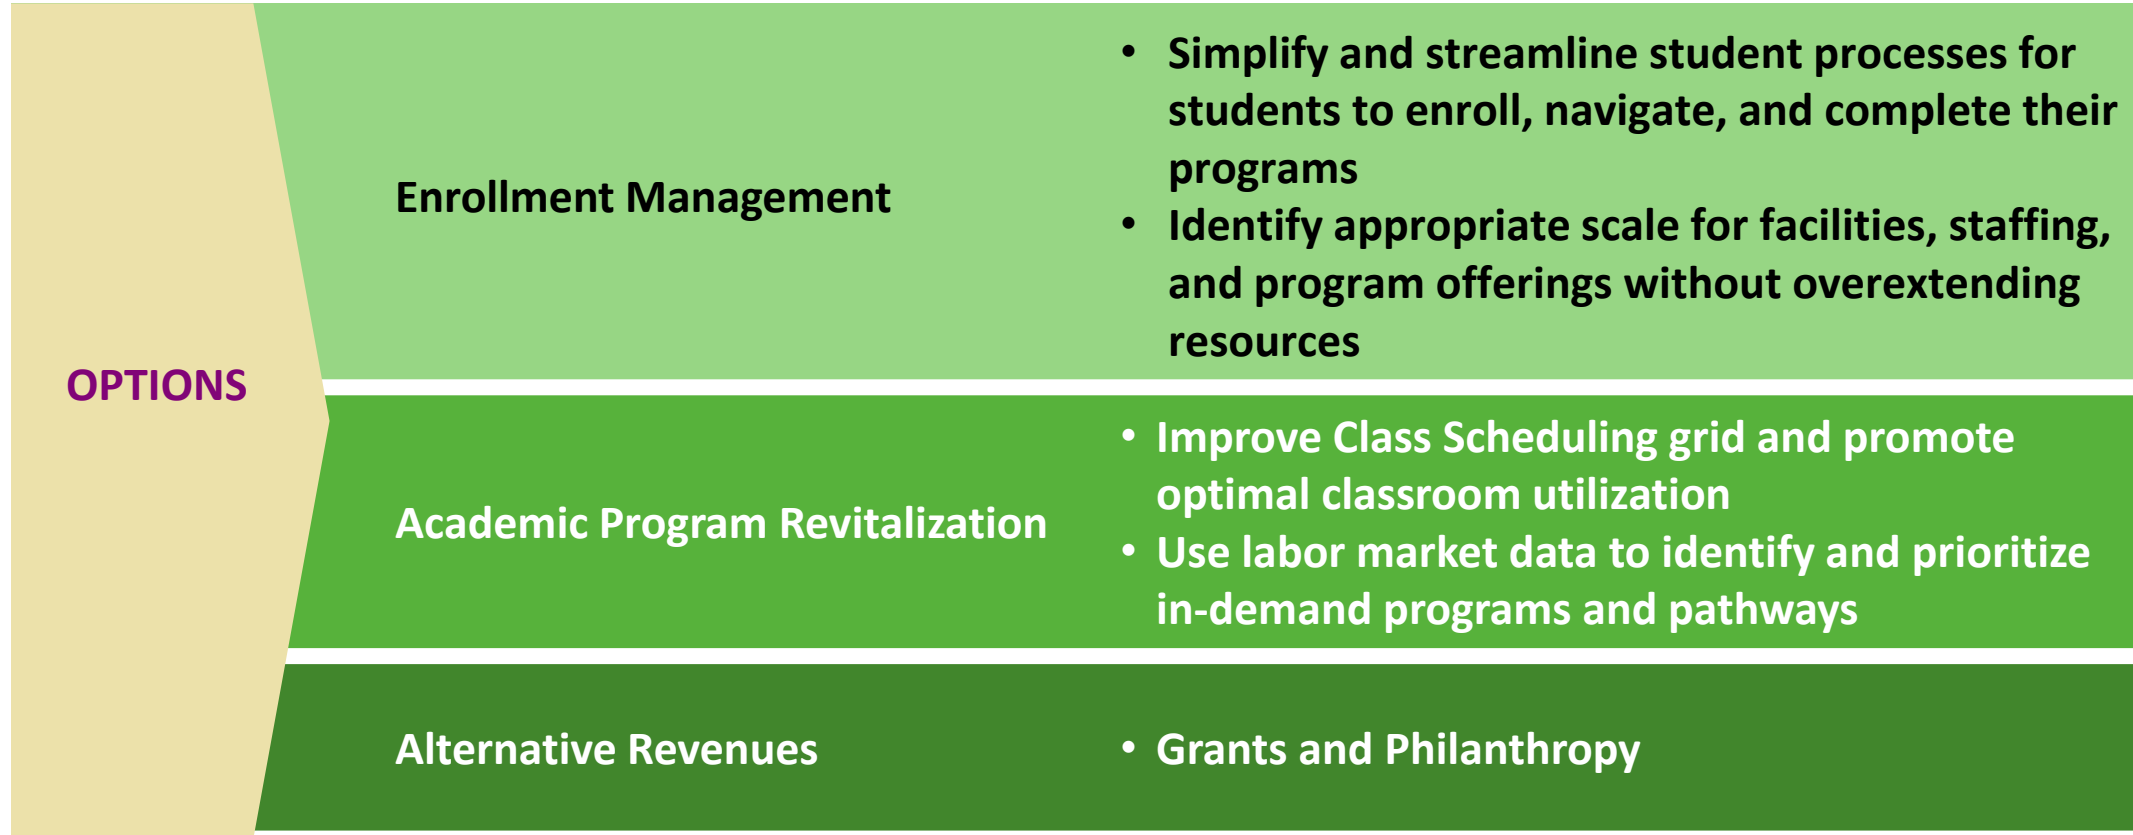 OPTIONS
Enrollment Management
• Simplify and streamline student processes for
students to enroll, navigate, and complete their
programs
• Identify appropriate scale for facilities, staffing,
and program offerings without overextending
resources
Academic Program Revitalization
• Improve Class Scheduling grid and promote
optimal classroom utilization
• Use labor market data to identify and prioritize
in-demand programs and pathways
Alternative Revenues
• Grants and Philanthropy